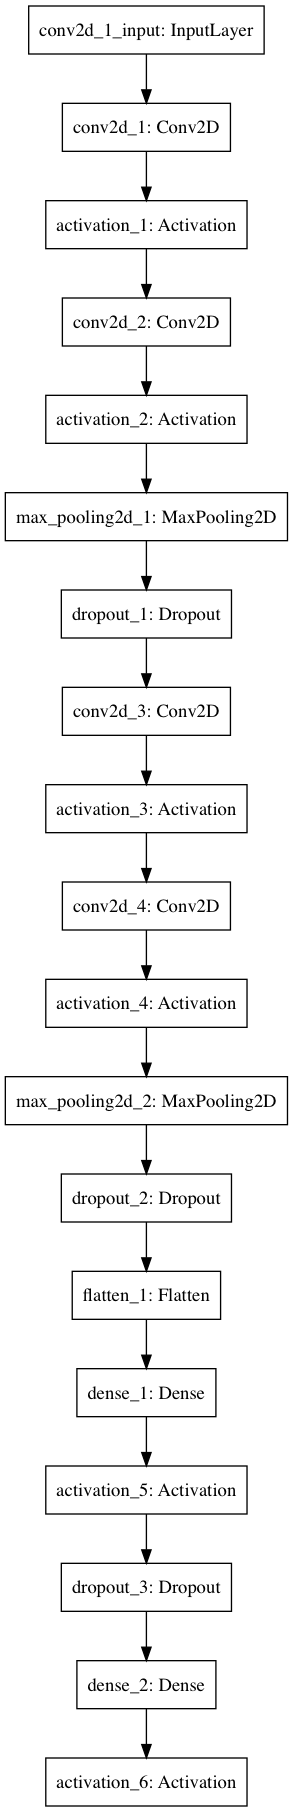 conv2d_1_input: InputLayer
conv2d_1: Conv2D
activation_1: Activation
conv2d_2: Conv2D
activation_2: Activation
max_pooling2d_1: MaxPooling2D
dropout_1: Dropout
conv2d_3: Conv2D
activation_3: Activation
conv2d_4: Conv2D
activation_4: Activation
max_pooling2d_2: MaxPooling2D
dropout_2: Dropout
flatten_1: Flatten
dense_1: Dense
activation_5: Activation
dropout_3: Dropout
dense_2: Dense
activation_6: Activation